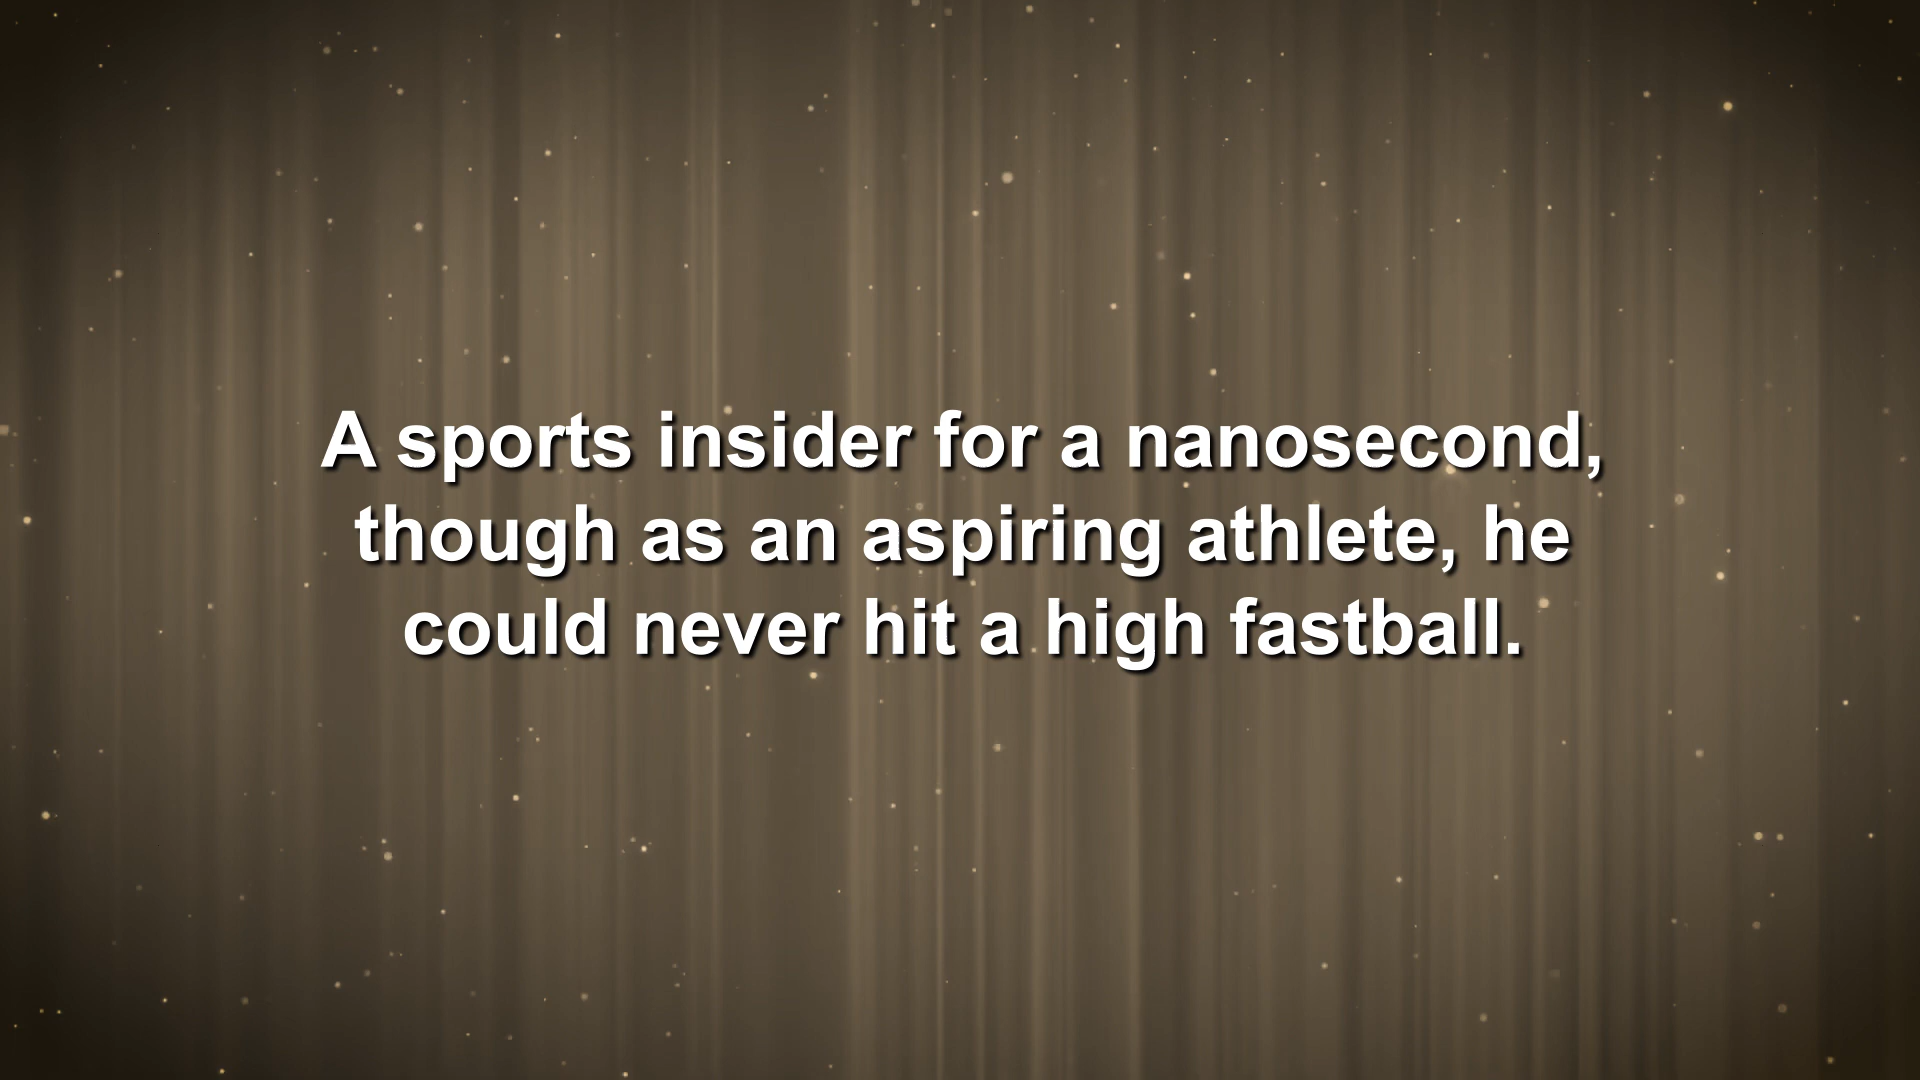 A sports insider for a nanosecond,
though as an aspiring athlete, he
could never hit a high fastball.